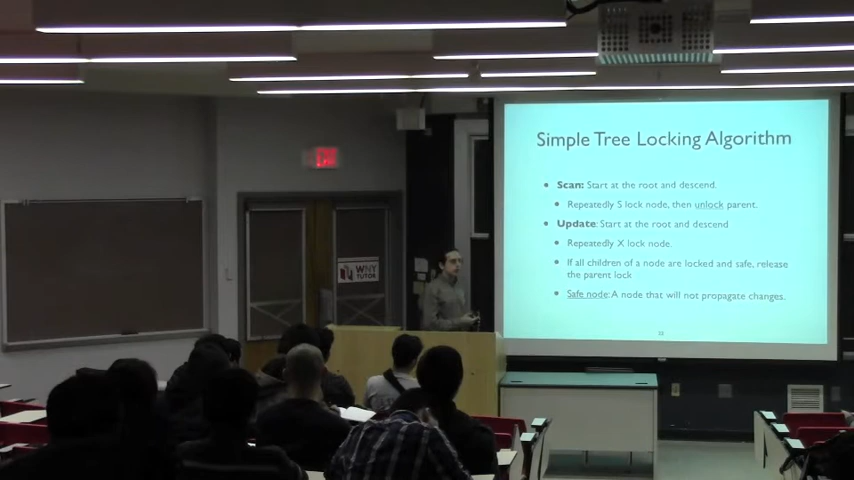 Simple Tree Locking Algorithm
• Scan: Start at the root and descend.
• Repeatedly S lock node, then unlock parent.
• Update: Start at the root and descend
• Repeatedly X lock node.
• If all children of a node are locked and safe, release
the parent lock
• Safe node: A node that will not propagate changes.
EXIT
WNY
TUTOR